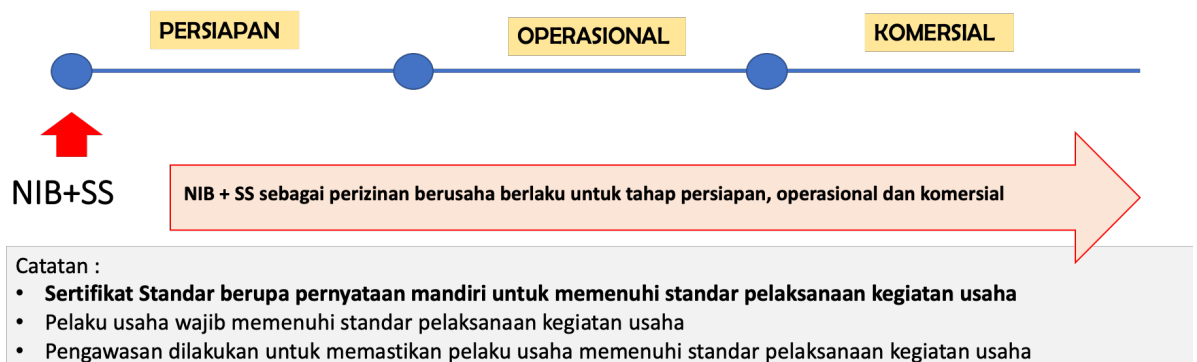 PERSIAPAN
OPERASIONAL
KOMERSIAL
NIB+SS
NIB + SS sebagai perizinan berusaha berlaku untuk tahap persiapan, operasional dan komersial
Catatan :
• Sertifikat Standar berupa pernyataan mandiri untuk memenuhi standar pelaksanaan kegiatan usaha
• Pelaku usaha wajib memenuhi standar pelaksanaan kegiatan usaha
• Pengawasan dilakukan untuk memastikan pelaku usaha memenuhi standar pelaksanaan kegiatan usaha